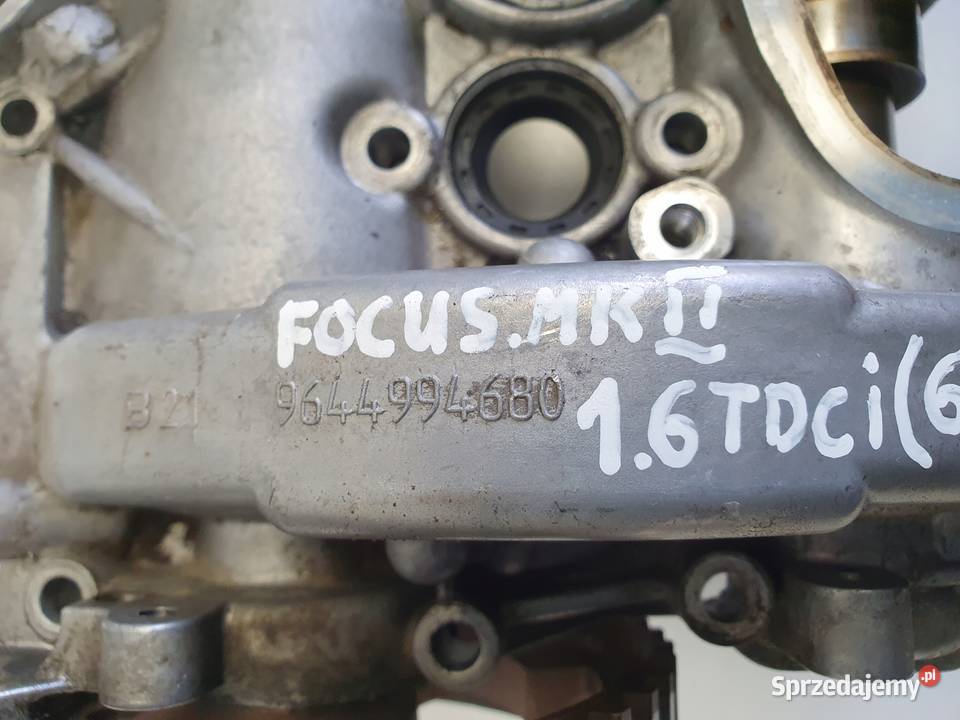 FOCUS.MK II
B21 9644994680
1.6TDCi(6
Sprzedajemy.pl